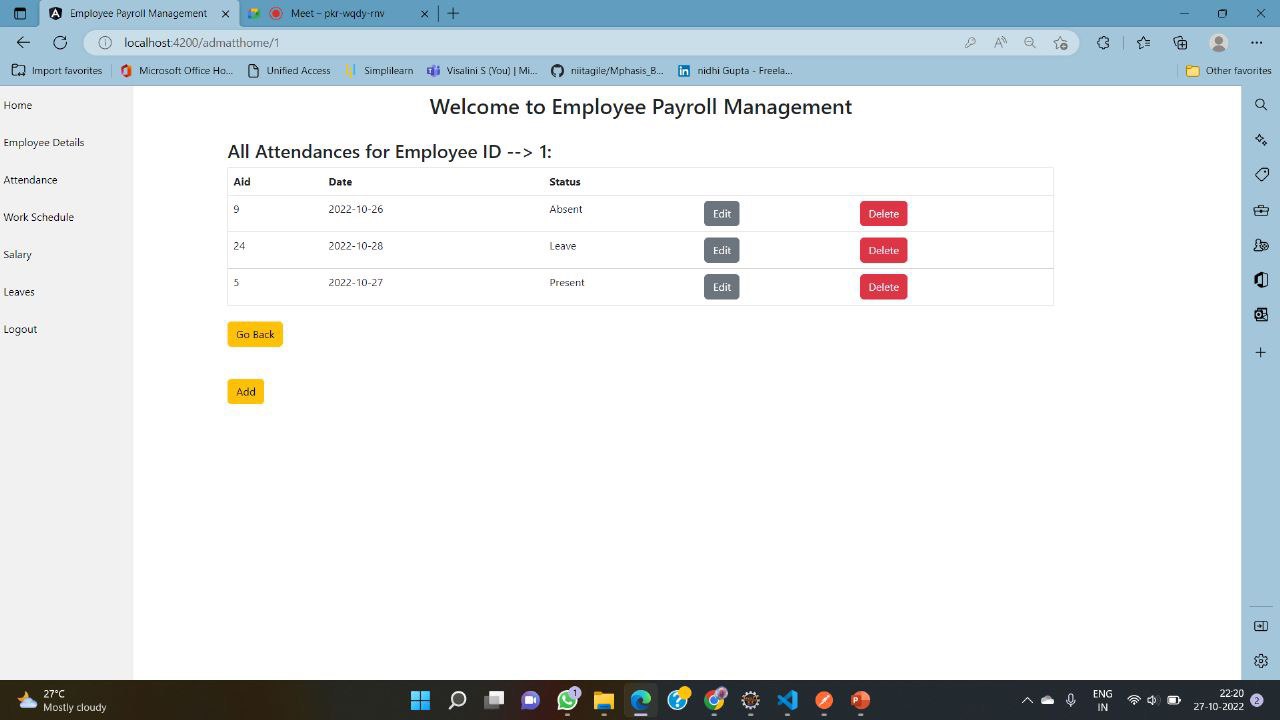 Employee Payroll Management
Meet – pkr-wqdy-rnv
localhost:4200/admatthome/1
Import favorites
Microsoft Office Ho...
Unified Access
Simplilearn
Visalini S (You) | Mi...
niitagile/Mphasis_B...
nidhi Gupta - Freela...
Other favorites
Home
Employee Details
Attendance
Work Schedule
Salary
Leaves
Logout
Welcome to Employee Payroll Management
All Attendances for Employee ID --> 1:
Aid Date Status
9 2022-10-26 Absent Edit Delete
24 2022-10-28 Leave Edit Delete
5 2022-10-27 Present Edit Delete
Go Back
Add
27°C
Mostly cloudy
ENG
IN
22:20
27-10-2022